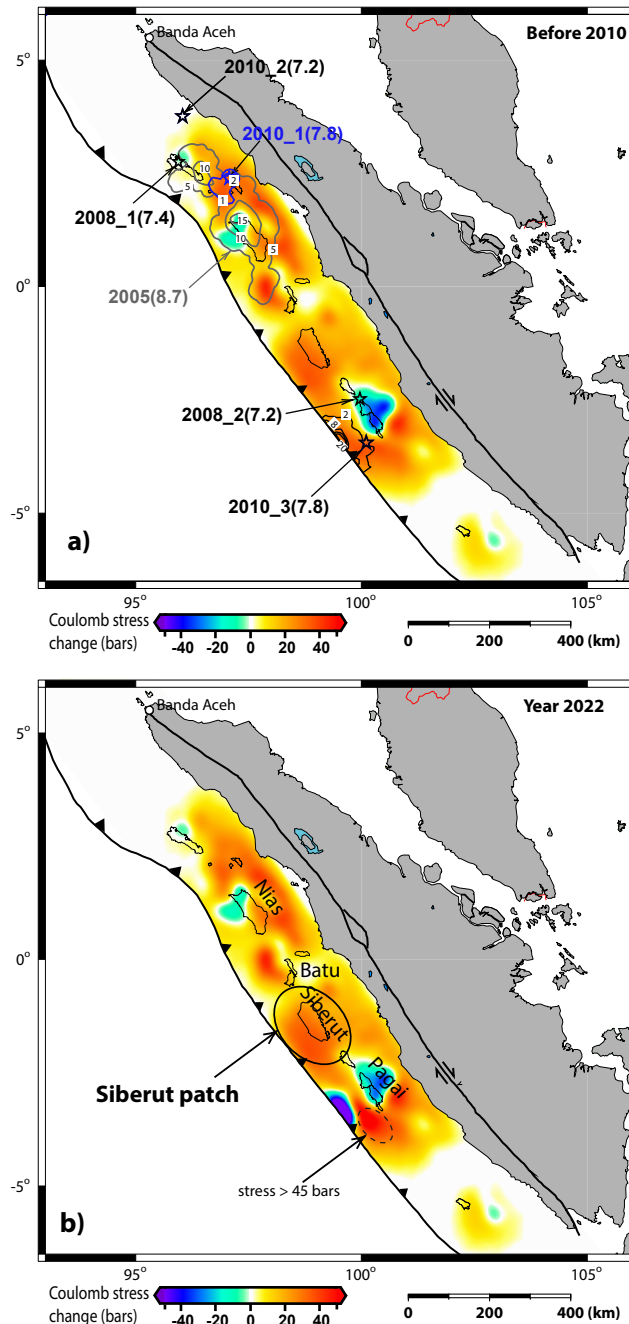 Banda Aceh
Before 2010
5°
2010_2(7.2)
2010_1(7.8)
10
2
5
2008_1(7.4)
1
15
10
5
0°
2005(8.7)
2008_2(7.2)
2
8
20
2010_3(7.8)
-5°
a)
95°
100°
105°
Coulomb stress
change (bars)
-40 -20 0 20 40
0 200 400 (km)
Banda Aceh
Year 2022
5°
Nias
0°
Batu
Siberut
Pagai
Siberut patch
stress > 45 bars
-5°
b)
95°
100°
105°
Coulomb stress
change (bars)
-40 -20 0 20 40
0 200 400 (km)